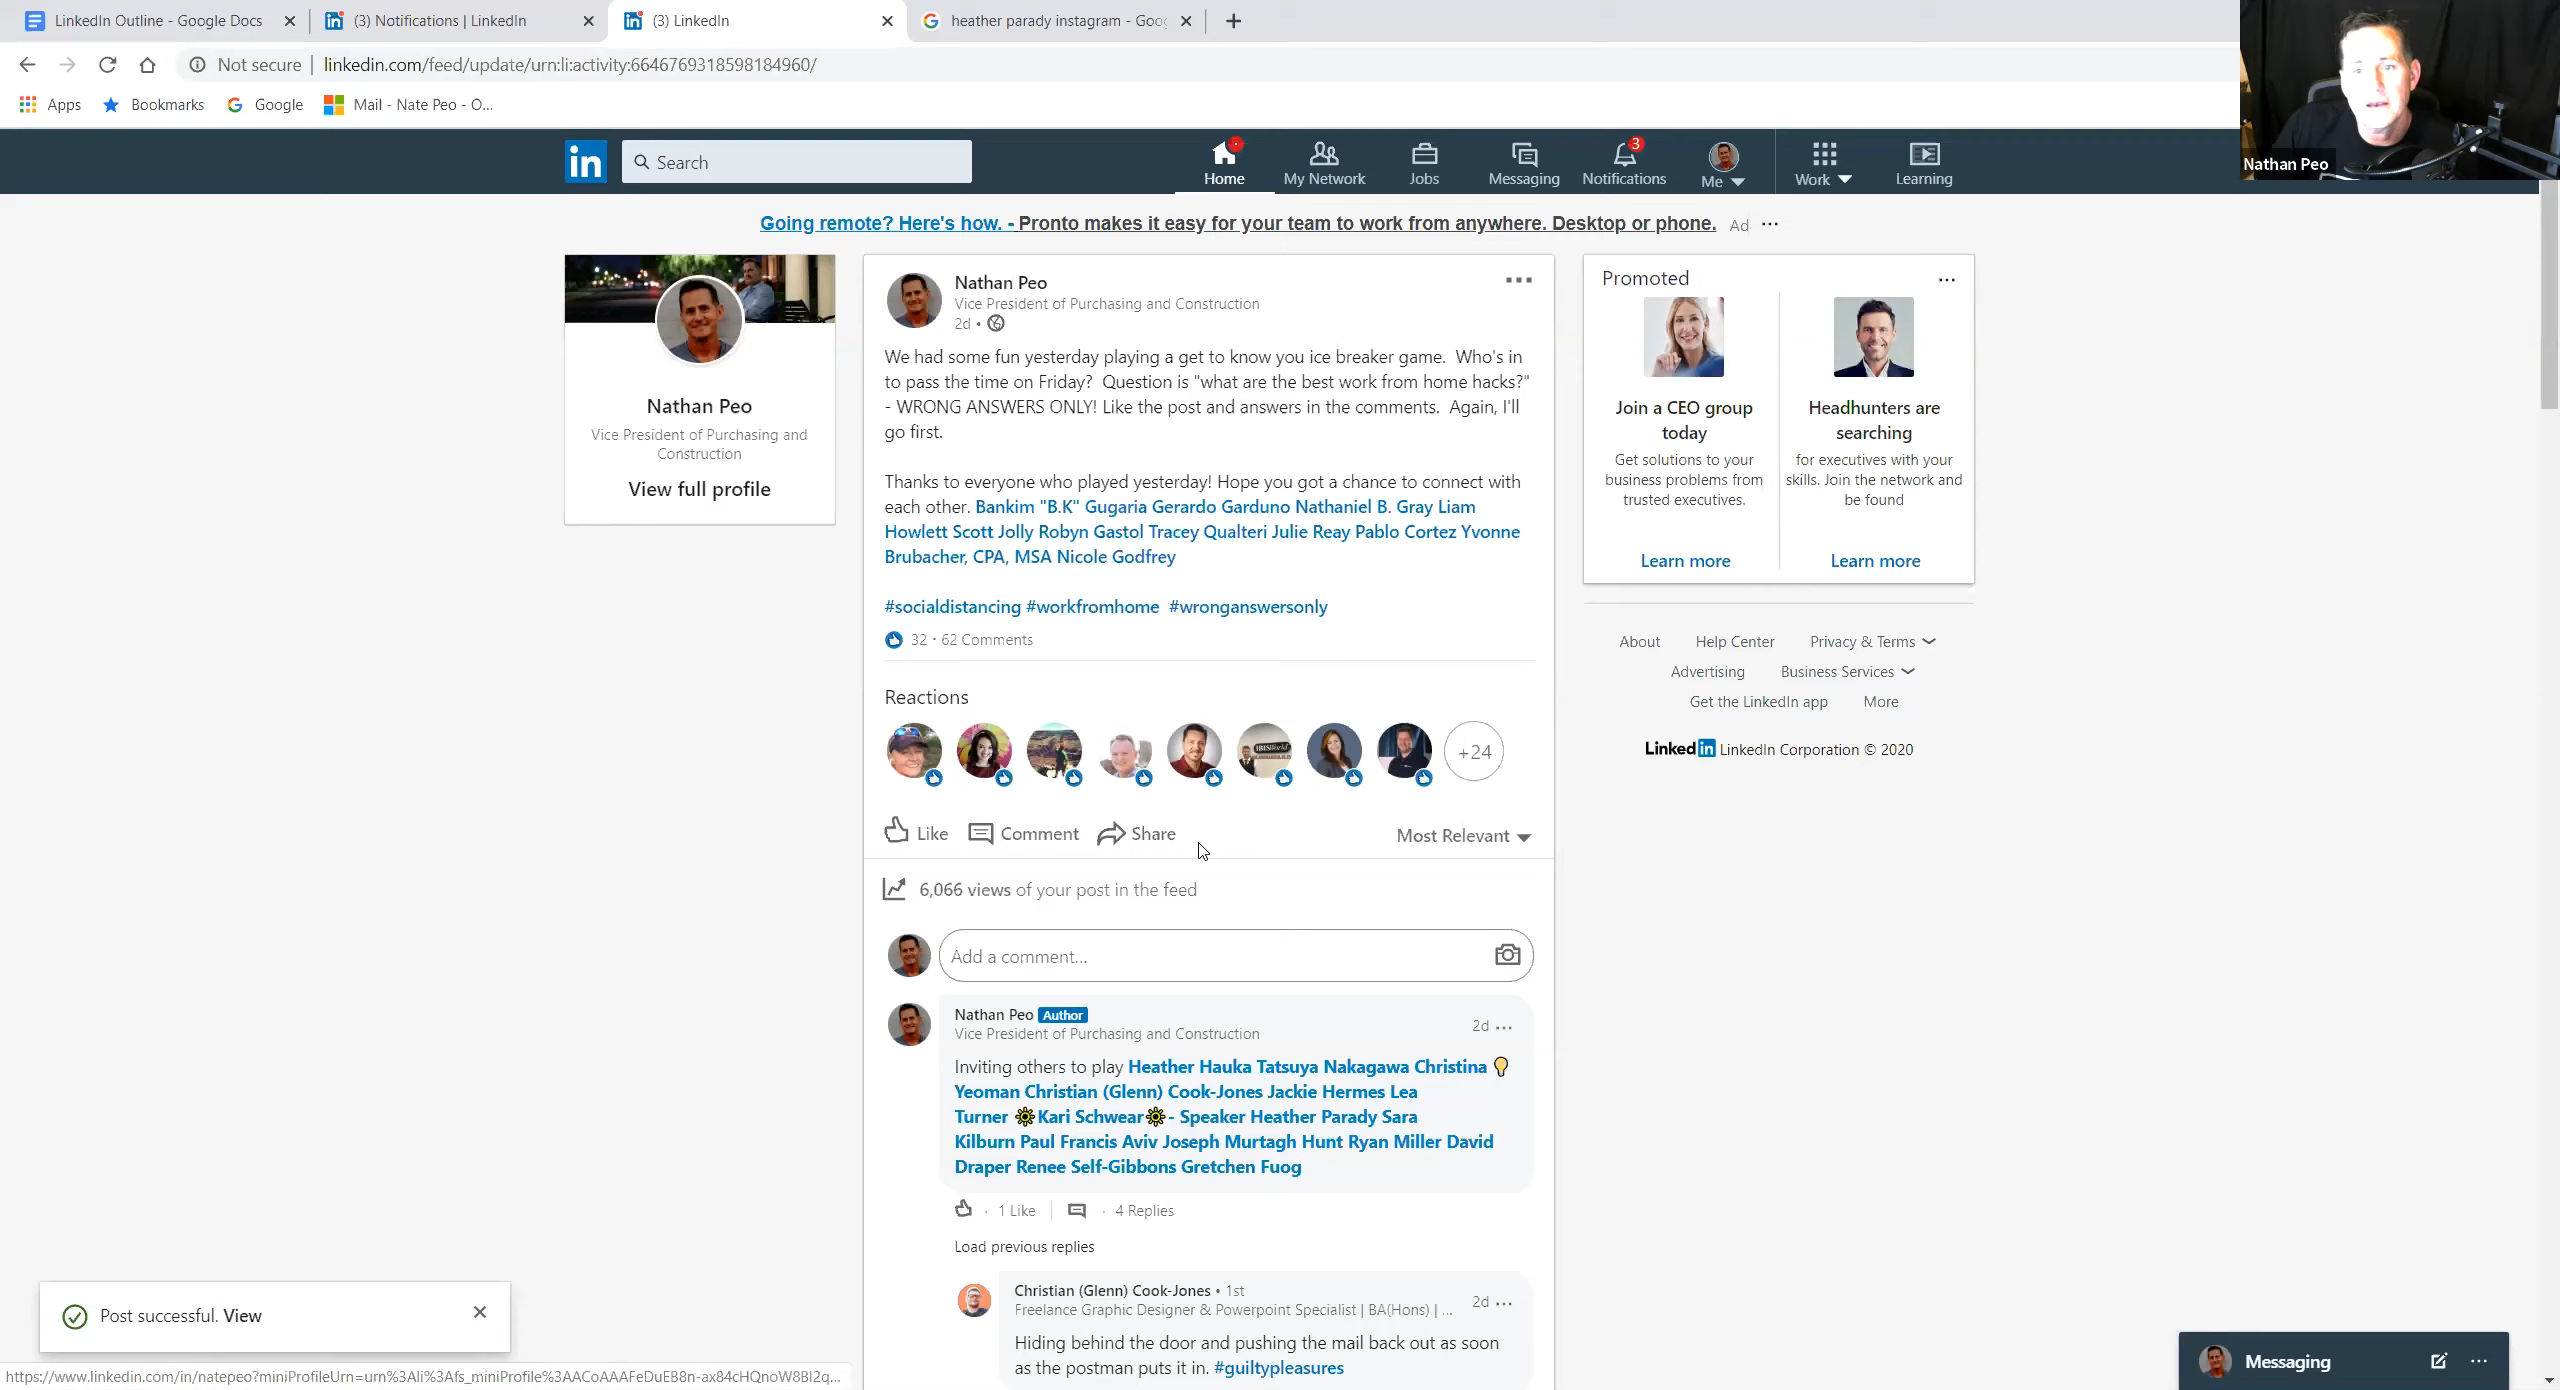 LinkedIn Outline - Google Docs
(3) Notifications | LinkedIn
(3) LinkedIn
heather parady instagram - Goo
Not secure | linkedin.com/feed/update/urn:li:activity:6646769318598184960/
Apps
Bookmarks
Google
Mail - Nate Peo - O...
Nathan Peo
in
Search
Home
My Network
Jobs
Messaging
3
Notifications
Me
Work
Learning
Going remote? Here's how. - Pronto makes it easy for your team to work from anywhere. Desktop or phone. Ad
Nathan Peo
Vice President of Purchasing and
Construction
View full profile
Nathan Peo
Vice President of Purchasing and Construction
2d •
We had some fun yesterday playing a get to know you ice breaker game. Who's in
to pass the time on Friday? Question is "what are the best work from home hacks?"
- WRONG ANSWERS ONLY! Like the post and answers in the comments. Again, I'll
go first.
Thanks to everyone who played yesterday! Hope you got a chance to connect with
each other. Bankim "B.K" Gugaria Gerardo Garduno Nathaniel B. Gray Liam
Howlett Scott Jolly Robyn Gastol Tracey Qualteri Julie Reay Pablo Cortez Yvonne
Brubacher, CPA, MSA Nicole Godfrey
#socialdistancing #workfromhome #wronganswersonly
32 • 62 Comments
Reactions
IBISWorld
+24
Like
Comment
Share
Most Relevant
6,066 views of your post in the feed
Add a comment...
Nathan Peo Author
Vice President of Purchasing and Construction
2d
Inviting others to play Heather Hauka Tatsuya Nakagawa Christina
Yeoman Christian (Glenn) Cook-Jones Jackie Hermes Lea
Turner Kari Schwear - Speaker Heather Parady Sara
Kilburn Paul Francis Aviv Joseph Murtagh Hunt Ryan Miller David
Draper Renee Self-Gibbons Gretchen Fuog
1 Like
4 Replies
Load previous replies
Christian (Glenn) Cook-Jones • 1st
Freelance Graphic Designer & Powerpoint Specialist | BA(Hons) | ...
2d
Hiding behind the door and pushing the mail back out as soon
as the postman puts it in. #guiltypleasures
Promoted
Join a CEO group
today
Get solutions to your
business problems from
trusted executives.
Learn more
Headhunters are
searching
for executives with your
skills. Join the network and
be found
Learn more
About
Help Center
Privacy & Terms
Advertising
Business Services
Get the LinkedIn app
More
LinkedIn LinkedIn Corporation © 2020
Post successful. View
https://www.linkedin.com/in/natepeo?miniProfileUrn=urn%3Ali%3Afs_miniProfile%3AACoAAAFeDuEB8n-ax84cHQnoW8Bl2q...
Messaging